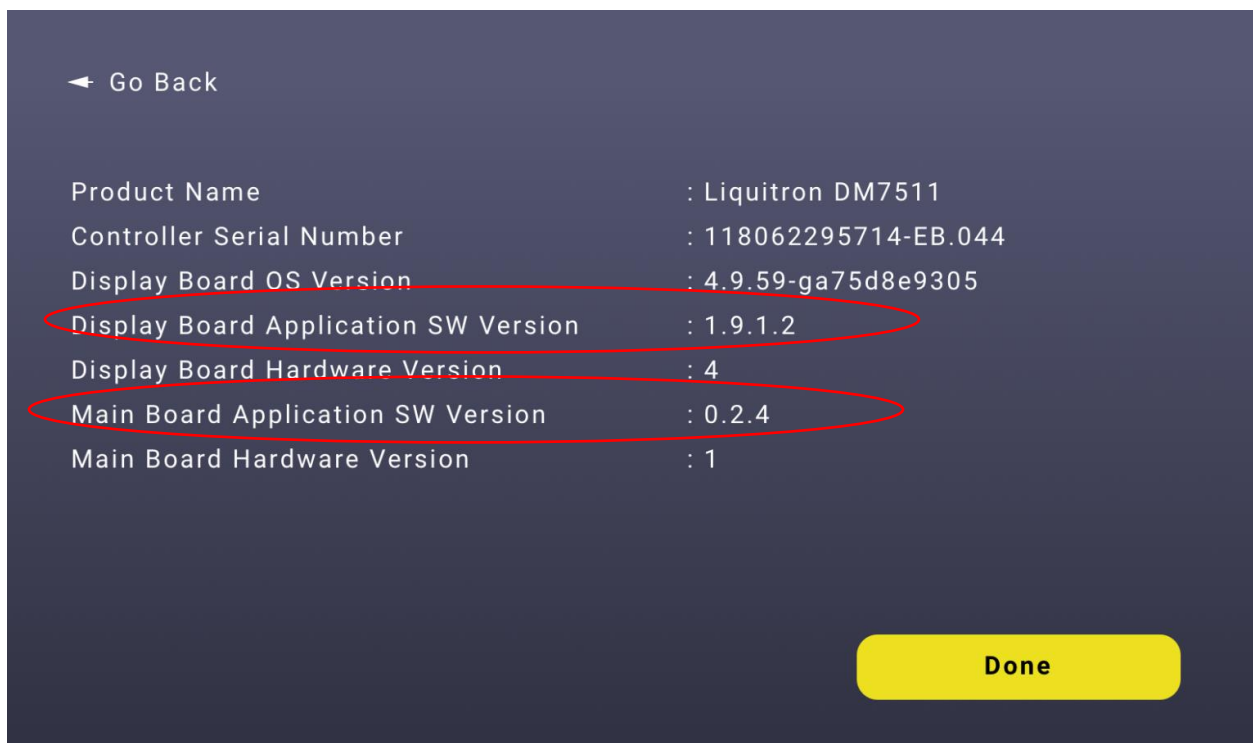 Go Back
Product Name : Liquitron DM7511
Controller Serial Number : 118062295714-EB.044
Display Board OS Version : 4.9.59-ga75d8e9305
Display Board Application SW Version : 1.9.1.2
Display Board Hardware Version : 4
Main Board Application SW Version : 0.2.4
Main Board Hardware Version : 1
Done